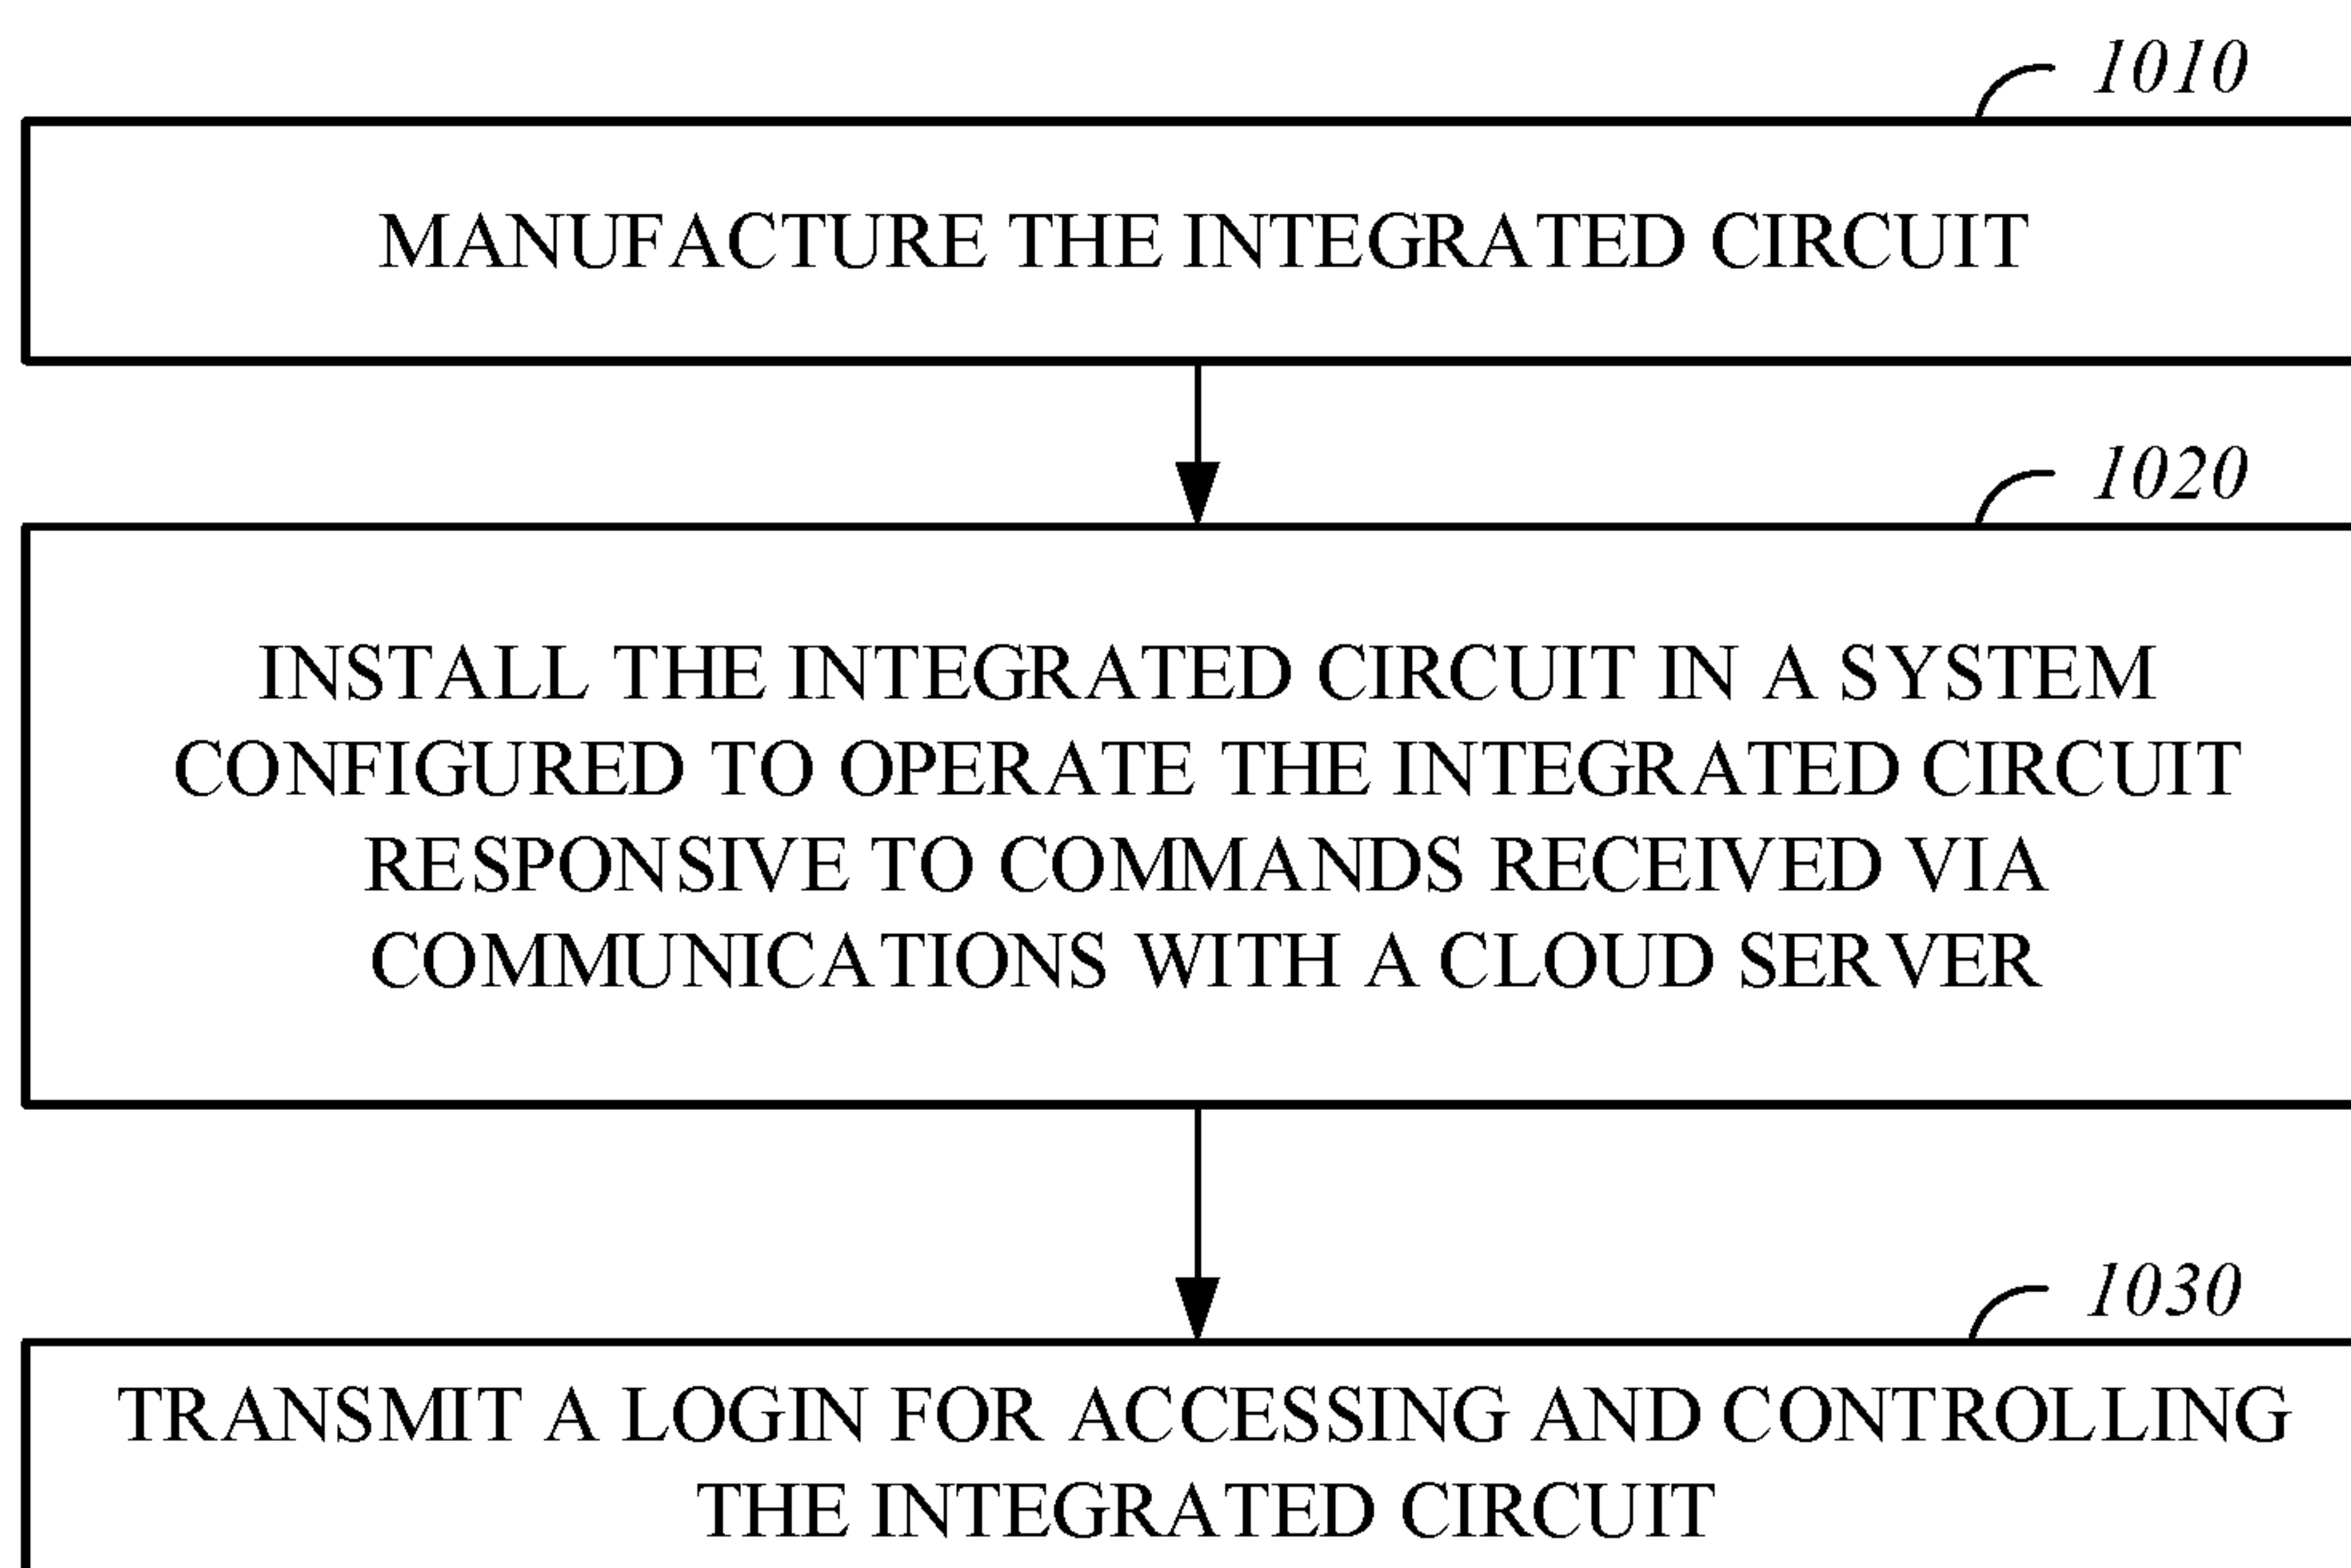 1010
MANUFACTURE THE INTEGRATED CIRCUIT
1020
INSTALL THE INTEGRATED CIRCUIT IN A SYSTEM
CONFIGURED TO OPERATE THE INTEGRATED CIRCUIT
RESPONSIVE TO COMMANDS RECEIVED VIA
COMMUNICATIONS WITH A CLOUD SERVER
1030
TRANSMIT A LOGIN FOR ACCESSING AND CONTROLLING
THE INTEGRATED CIRCUIT